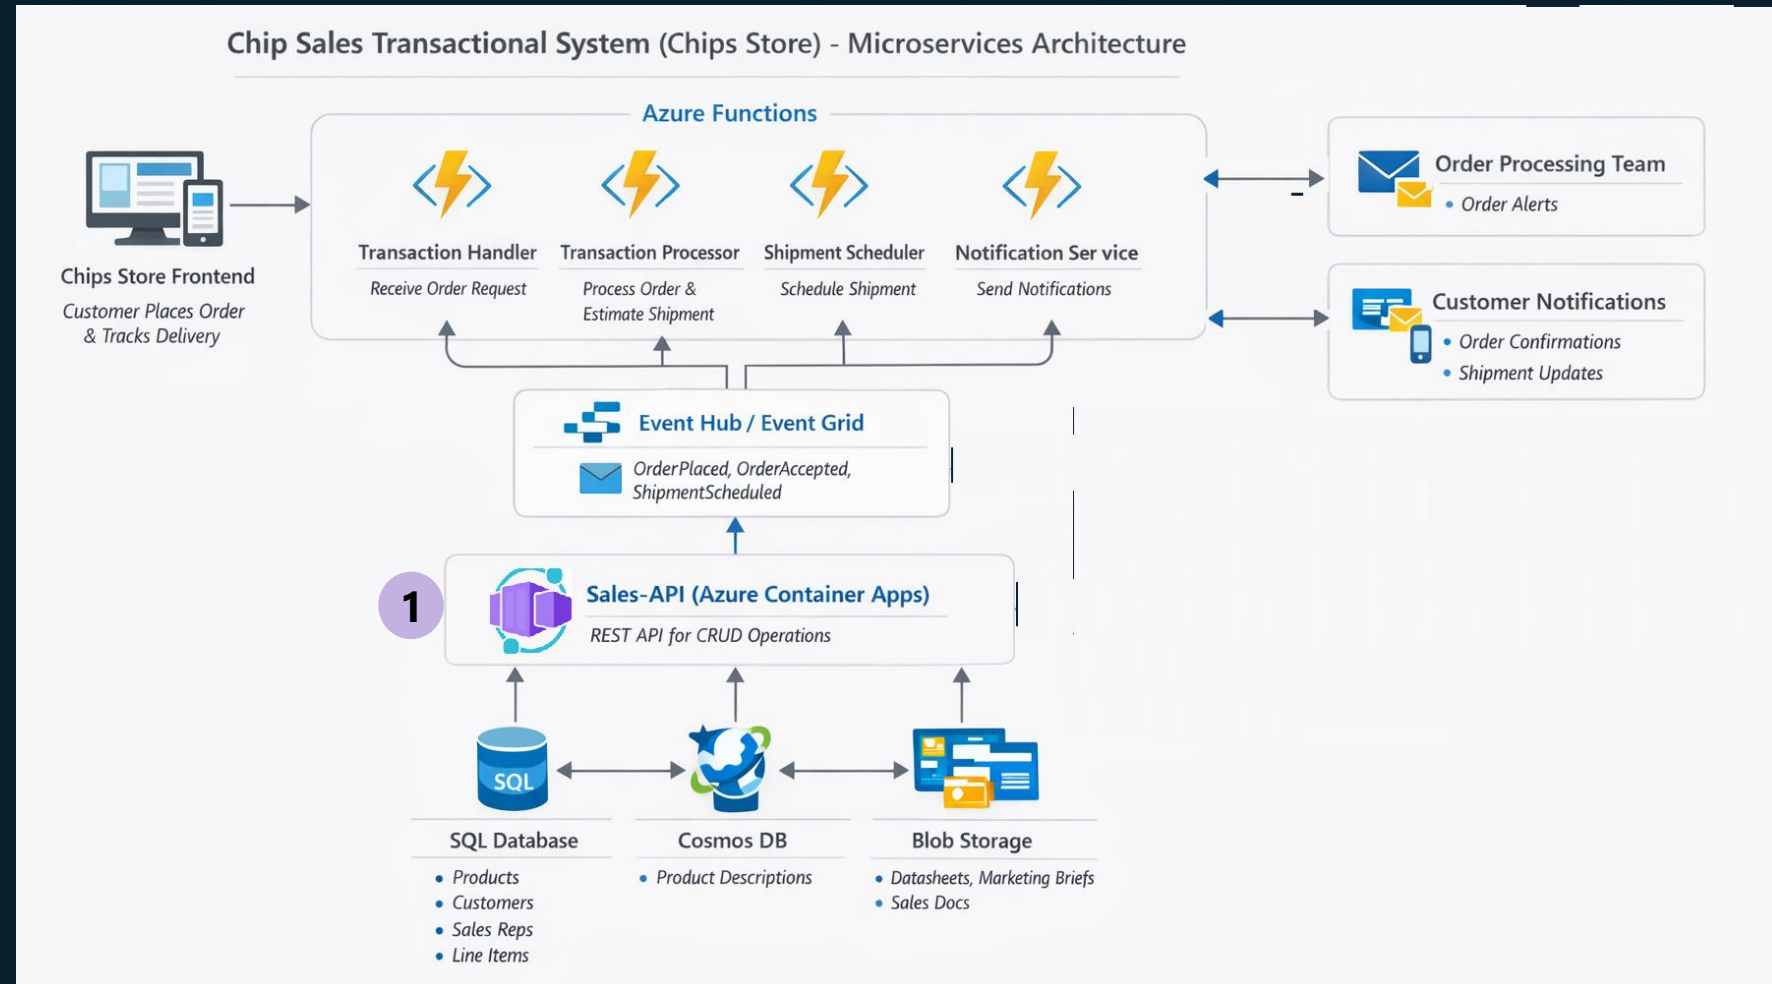 Chip Sales Transactional System (Chips Store) - Microservices Architecture
Azure Functions
Chips Store Frontend
Customer Places Order
& Tracks Delivery
Transaction Handler
Receive Order Request
Transaction Processor
Process Order &
Estimate Shipment
Shipment Scheduler
Schedule Shipment
Notification Ser vice
Send Notifications
Order Processing Team
• Order Alerts
Customer Notifications
• Order Confirmations
• Shipment Updates
Event Hub / Event Grid
OrderPlaced, OrderAccepted,
ShipmentScheduled
1
Sales-API (Azure Container Apps)
REST API for CRUD Operations
SQL
SQL Database
• Products
• Customers
• Sales Reps
• Line Items
Cosmos DB
• Product Descriptions
Blob Storage
• Datasheets, Marketing Briefs
• Sales Docs